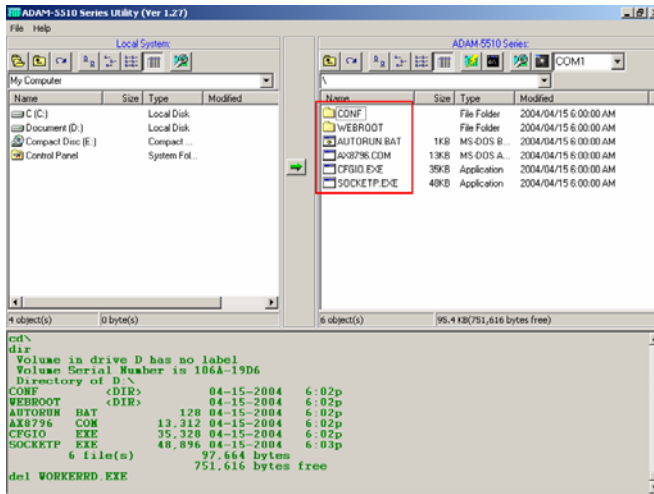 ADAM-5510 Series Utility (Ver 1.27)
File Help
Local System:
ADAM-5510 Series:
COM1
My Computer
\
Name Size Type Modified
C (C:) Local Disk
Document (D:) Local Disk
Compact Disc (E:) Compact ...
Control Panel System Fol...
Name Size Type Modified
CONF File Folder 2004/04/15 6:00:00 AM
WEBROOT File Folder 2004/04/15 6:00:00 AM
AUTORUN.BAT 1KB MS-DOS B... 2004/04/15 6:00:00 AM
AX8796.COM 13KB MS-DOS A... 2004/04/15 6:00:00 AM
CFGIO.EXE 35KB Application 2004/04/15 6:00:00 AM
SOCKETP.EXE 48KB Application 2004/04/15 6:00:00 AM
4 object(s) 0 byte(s)
6 object(s) 95.4 KB(751,616 bytes free)
cd\
dir
Volume in drive D has no label
Volume Serial Number is 106A-19D6
Directory of D:\
CONF <DIR> 04-15-2004 6:02p
WEBROOT <DIR> 04-15-2004 6:02p
AUTORUN BAT 128 04-15-2004 6:02p
AX8796 COM 13,312 04-15-2004 6:02p
CFGIO EXE 35,328 04-15-2004 6:02p
SOCKETP EXE 48,896 04-15-2004 6:03p
6 file(s) 97,664 bytes
751,616 bytes free
del WORKERRD.EXE